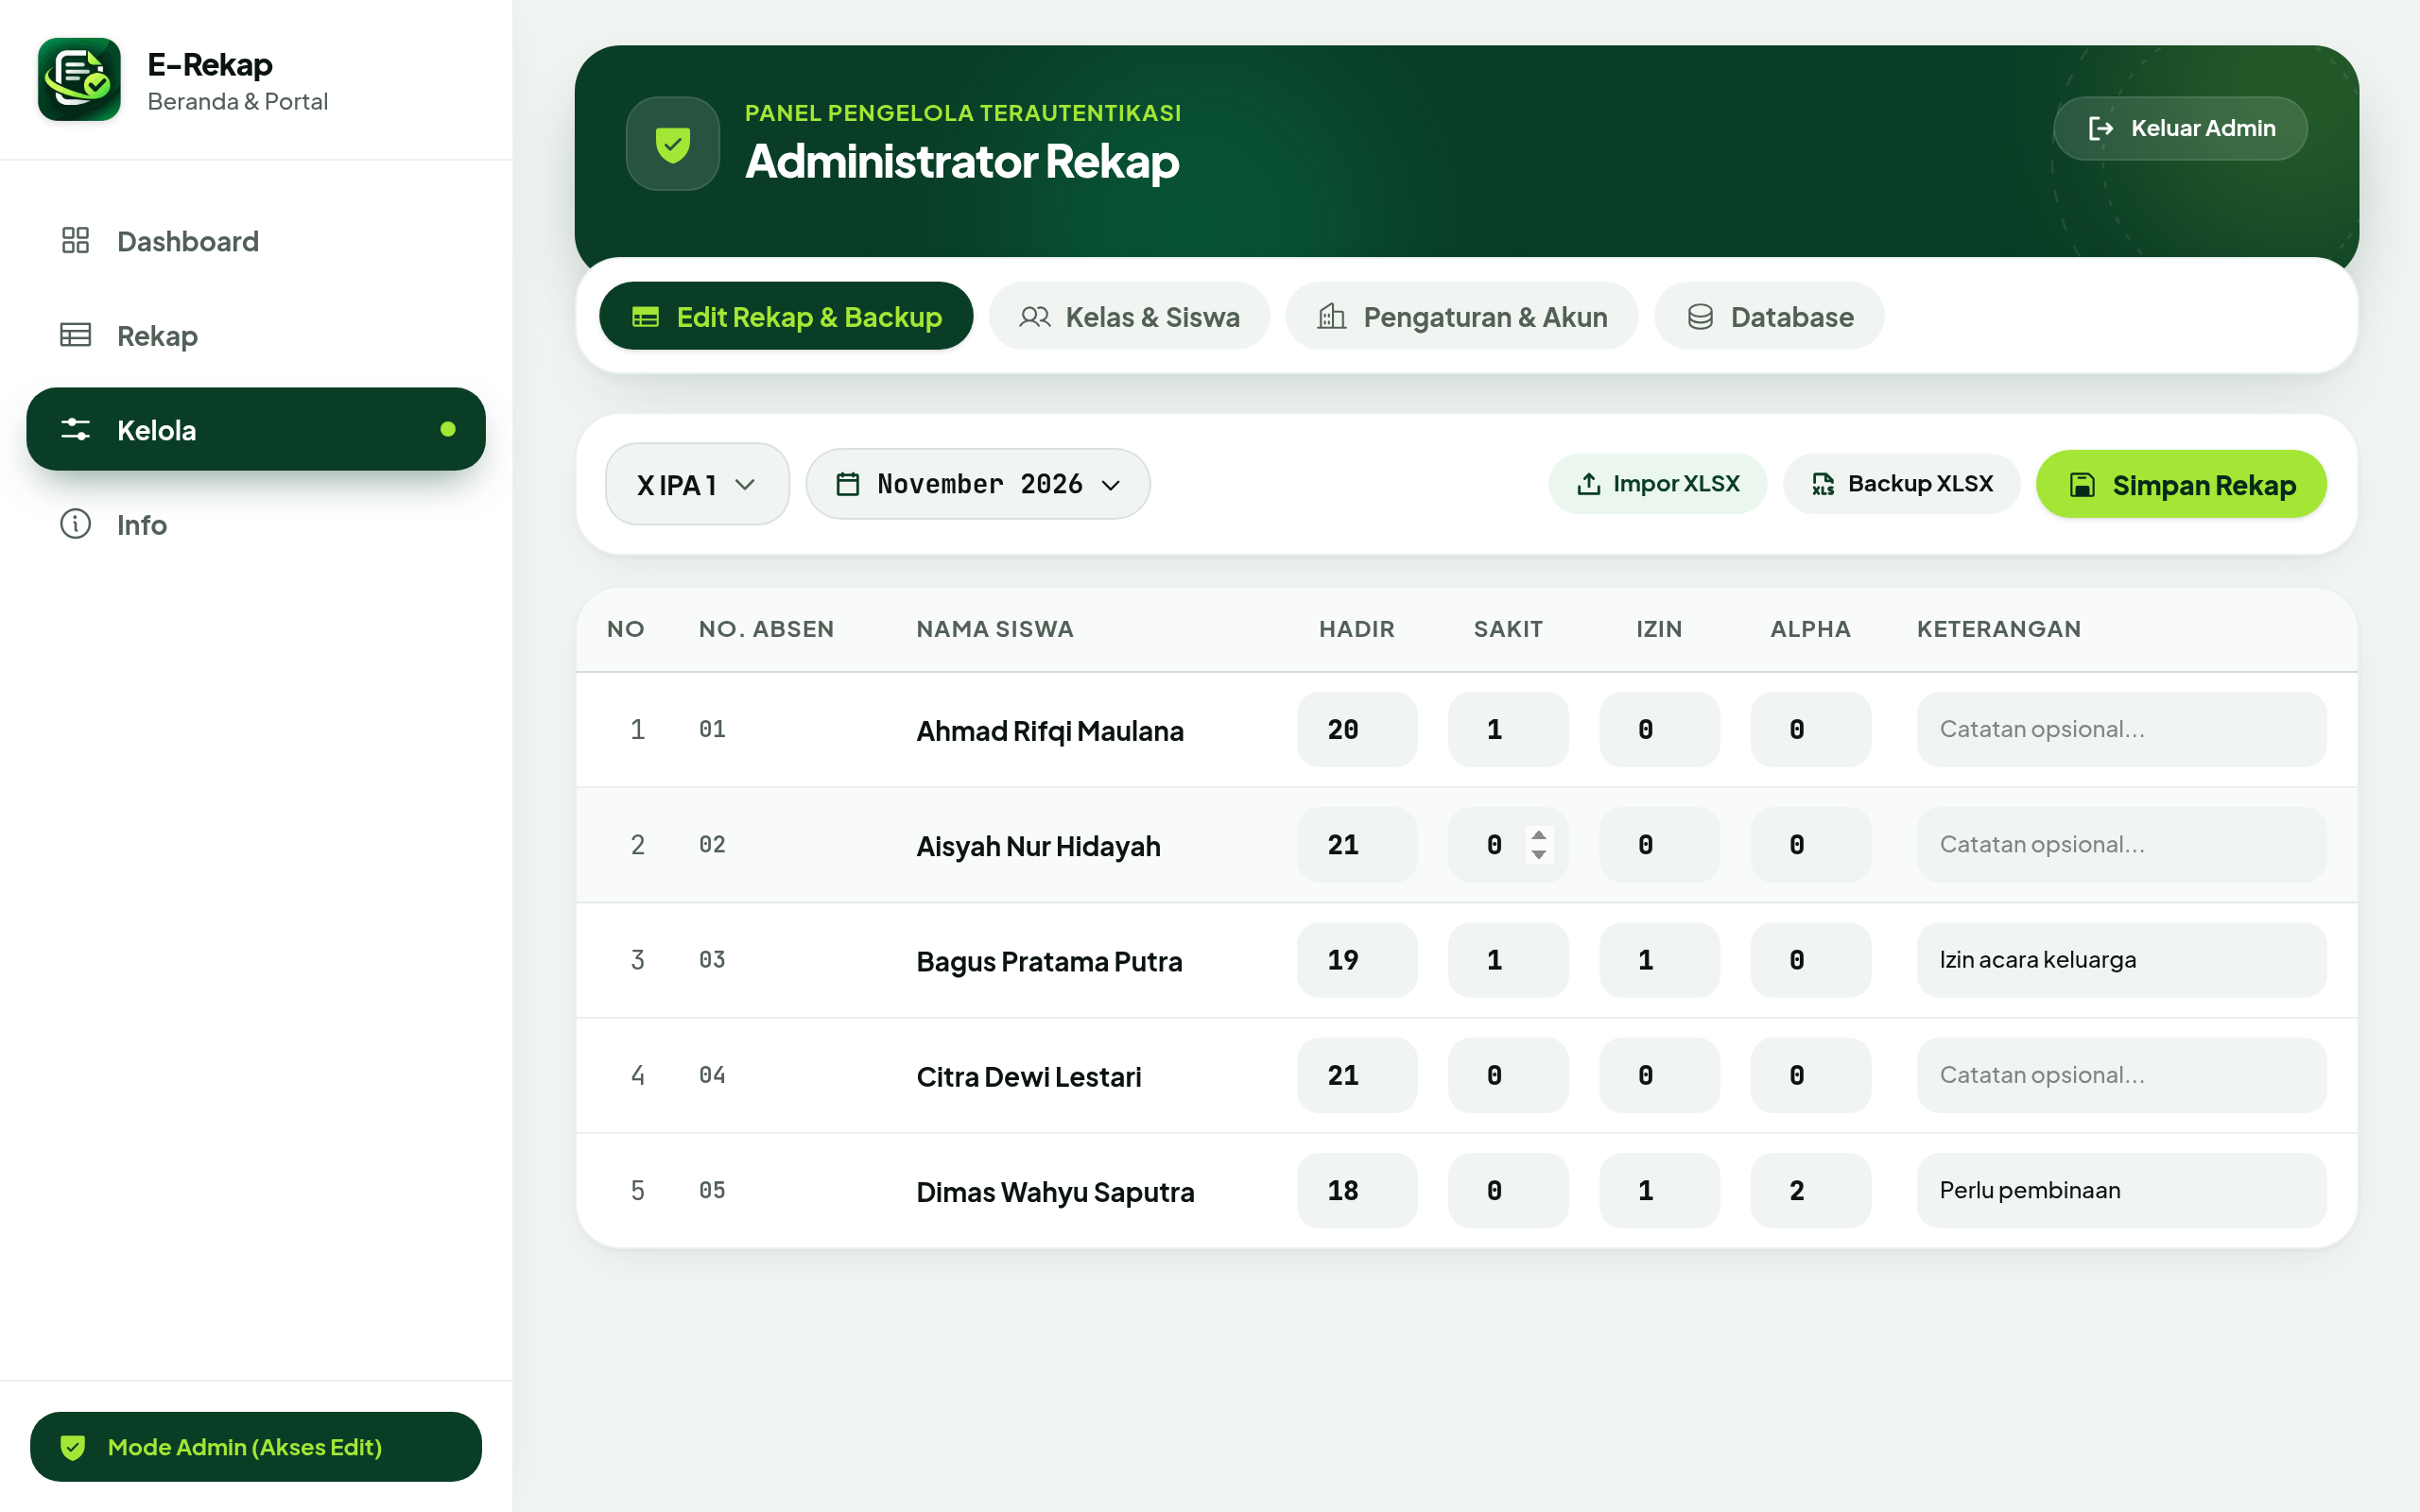 E-Rekap
Beranda & Portal
Dashboard
Rekap
Kelola
Info
Mode Admin (Akses Edit)
PANEL PENGELOLA TERAUTENTIKASI
Administrator Rekap
Keluar Admin
Edit Rekap & Backup
Kelas & Siswa
Pengaturan & Akun
Database
X IPA 1
November 2026
Impor XLSX
XLS
Backup XLSX
Simpan Rekap
NO NO. ABSEN NAMA SISWA HADIR SAKIT IZIN ALPHA KETERANGAN
1 01 Ahmad Rifqi Maulana 20 1 0 0 Catatan opsional...
2 02 Aisyah Nur Hidayah 21 0 0 0 Catatan opsional...
3 03 Bagus Pratama Putra 19 1 1 0 Izin acara keluarga
4 04 Citra Dewi Lestari 21 0 0 0 Catatan opsional...
5 05 Dimas Wahyu Saputra 18 0 1 2 Perlu pembinaan